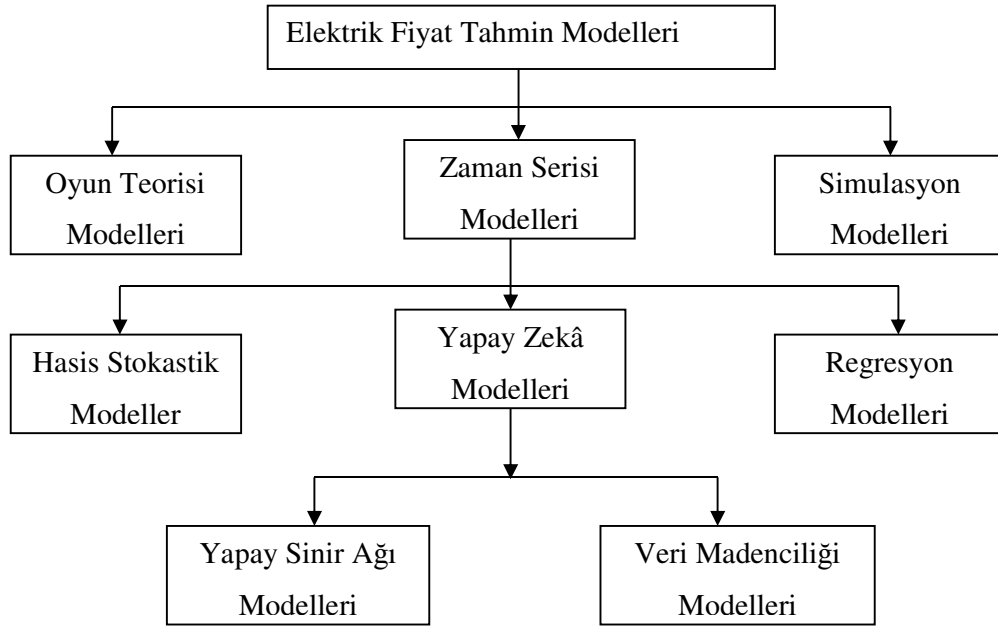 Elektrik Fiyat Tahmin Modelleri
Oyun Teorisi
Modelleri
Zaman Serisi
Modelleri
Simulasyon
Modelleri
Hasis Stokastik
Modeller
Yapay Zekâ
Modelleri
Regresyon
Modelleri
Yapay Sinir Ağı
Modelleri
Veri Madenciliği
Modelleri